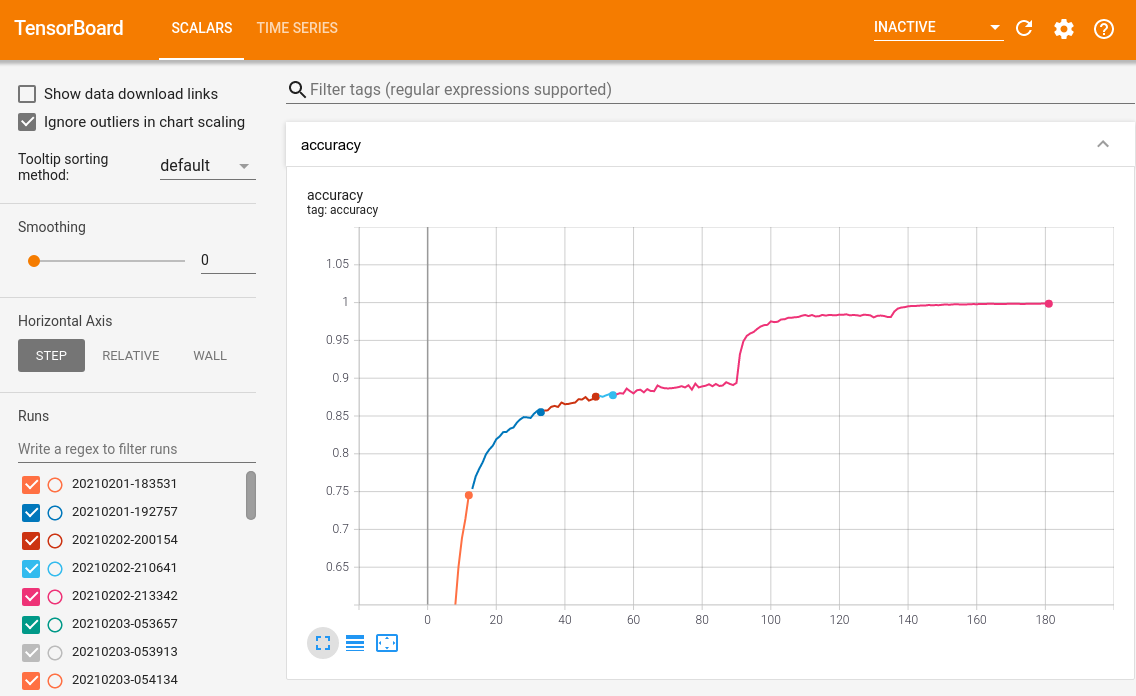 TensorBoard
SCALARS
TIME SERIES
INACTIVE
Show data download links
Ignore outliers in chart scaling
Tooltip sorting
method:
default
Smoothing
0
Horizontal Axis
STEP
RELATIVE
WALL
Runs
Write a regex to filter runs
20210201-183531
20210201-192757
20210202-200154
20210202-210641
20210202-213342
20210203-053657
20210203-053913
20210203-054134
Filter tags (regular expressions supported)
accuracy
accuracy
tag: accuracy
1.05
1
0.95
0.9
0.85
0.8
0.75
0.7
0.65
0
20
40
60
80
100
120
140
160
180